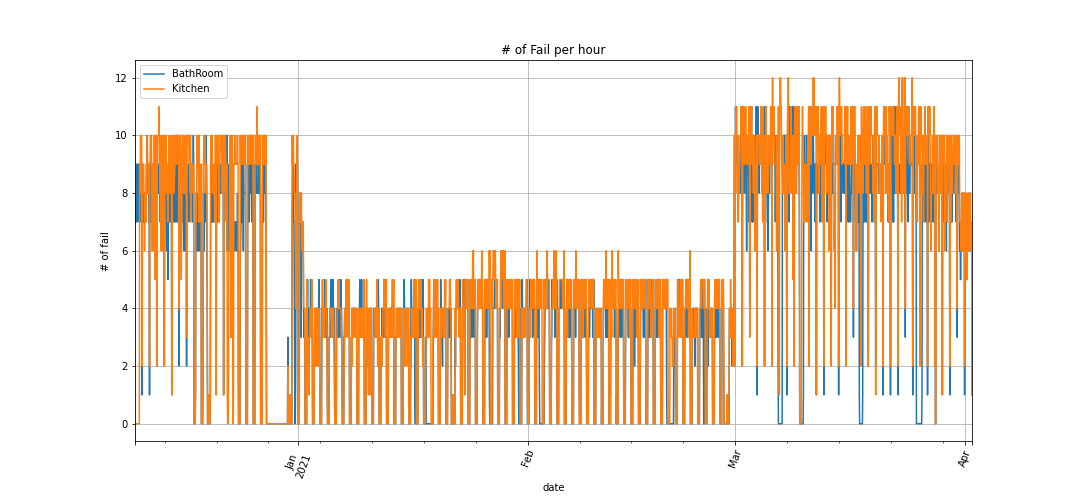 # of Fail per hour
BathRoom
Kitchen
12
10
8
6
4
2
0
# of fail
Jan
2021
Feb
Mar
Apr
date